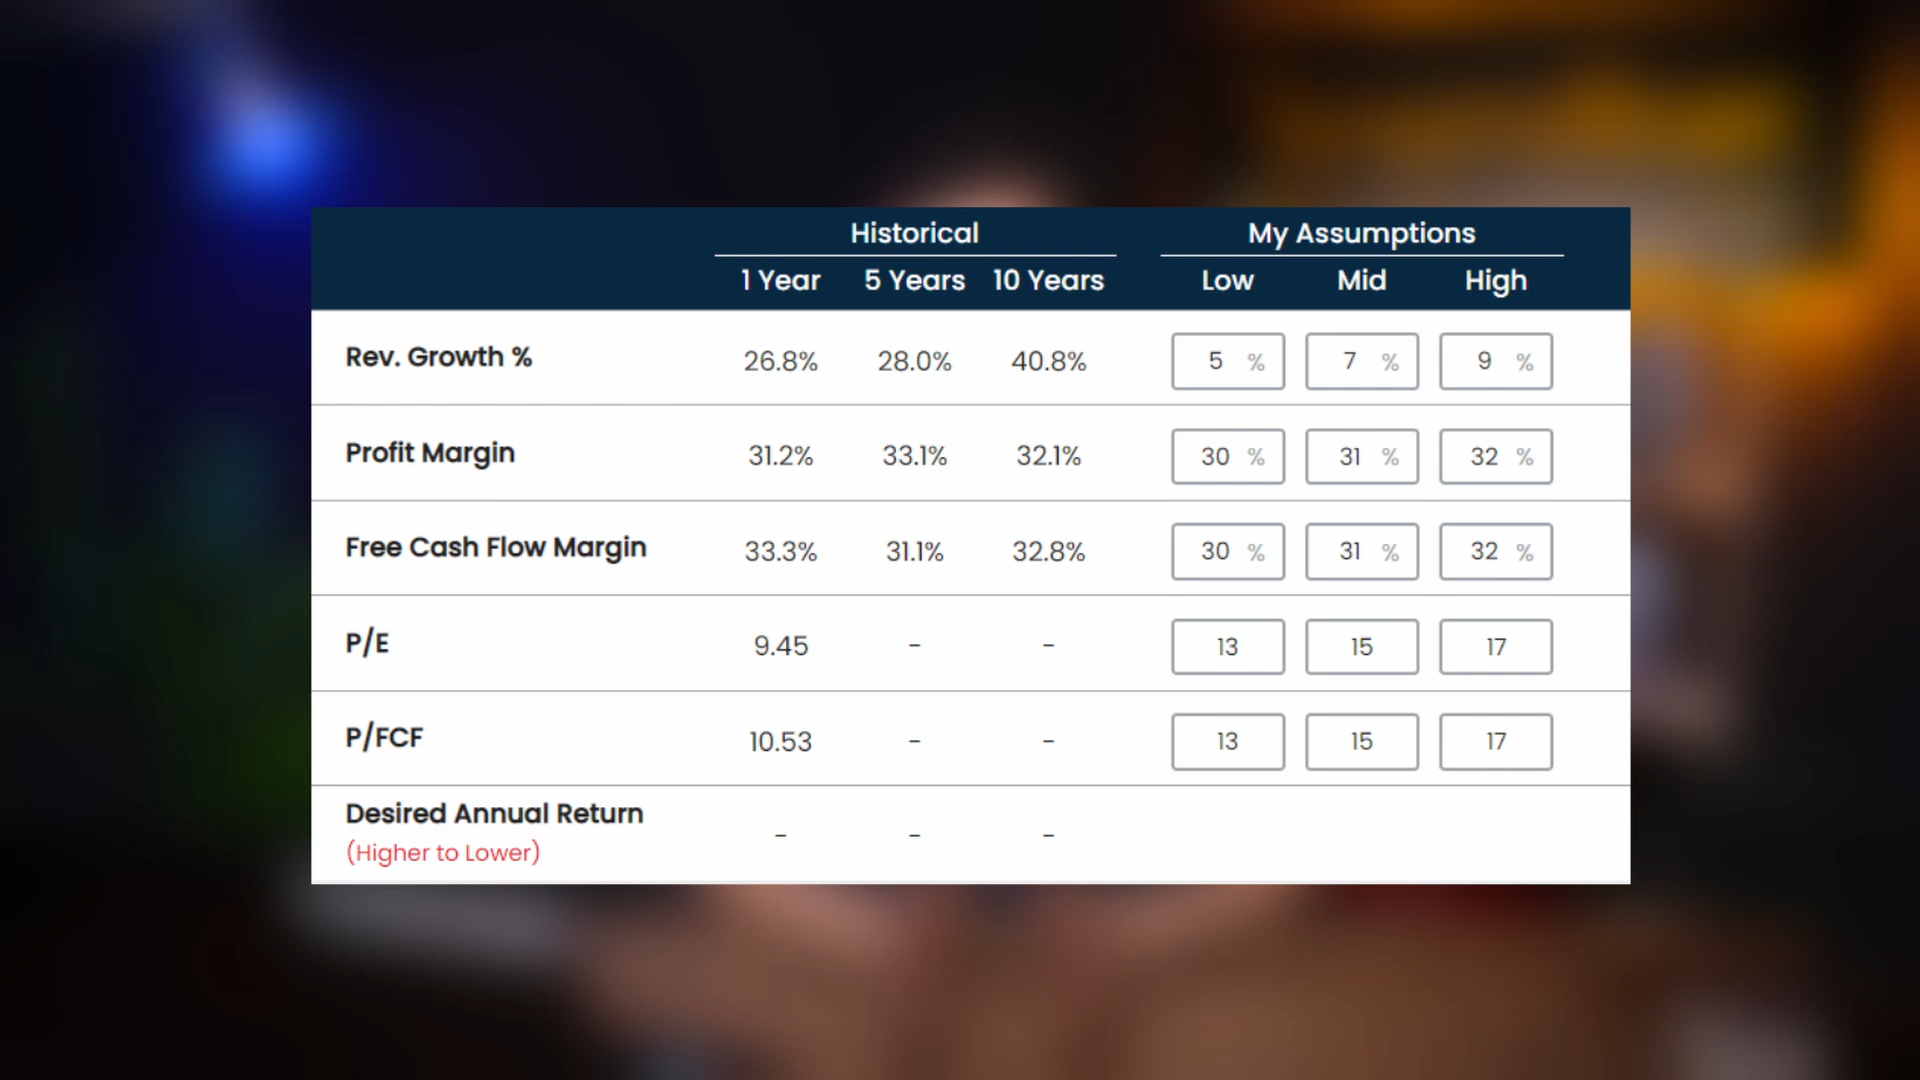 Historical My Assumptions
1 Year 5 Years 10 Years Low Mid High
Rev. Growth % 26.8% 28.0% 40.8% 5 % 7 % 9 %
Profit Margin 31.2% 33.1% 32.1% 30 % 31 % 32 %
Free Cash Flow Margin 33.3% 31.1% 32.8% 30 % 31 % 32 %
P/E 9.45 - - 13 15 17
P/FCF 10.53 - - 13 15 17
Desired Annual Return - - -
(Higher to Lower)